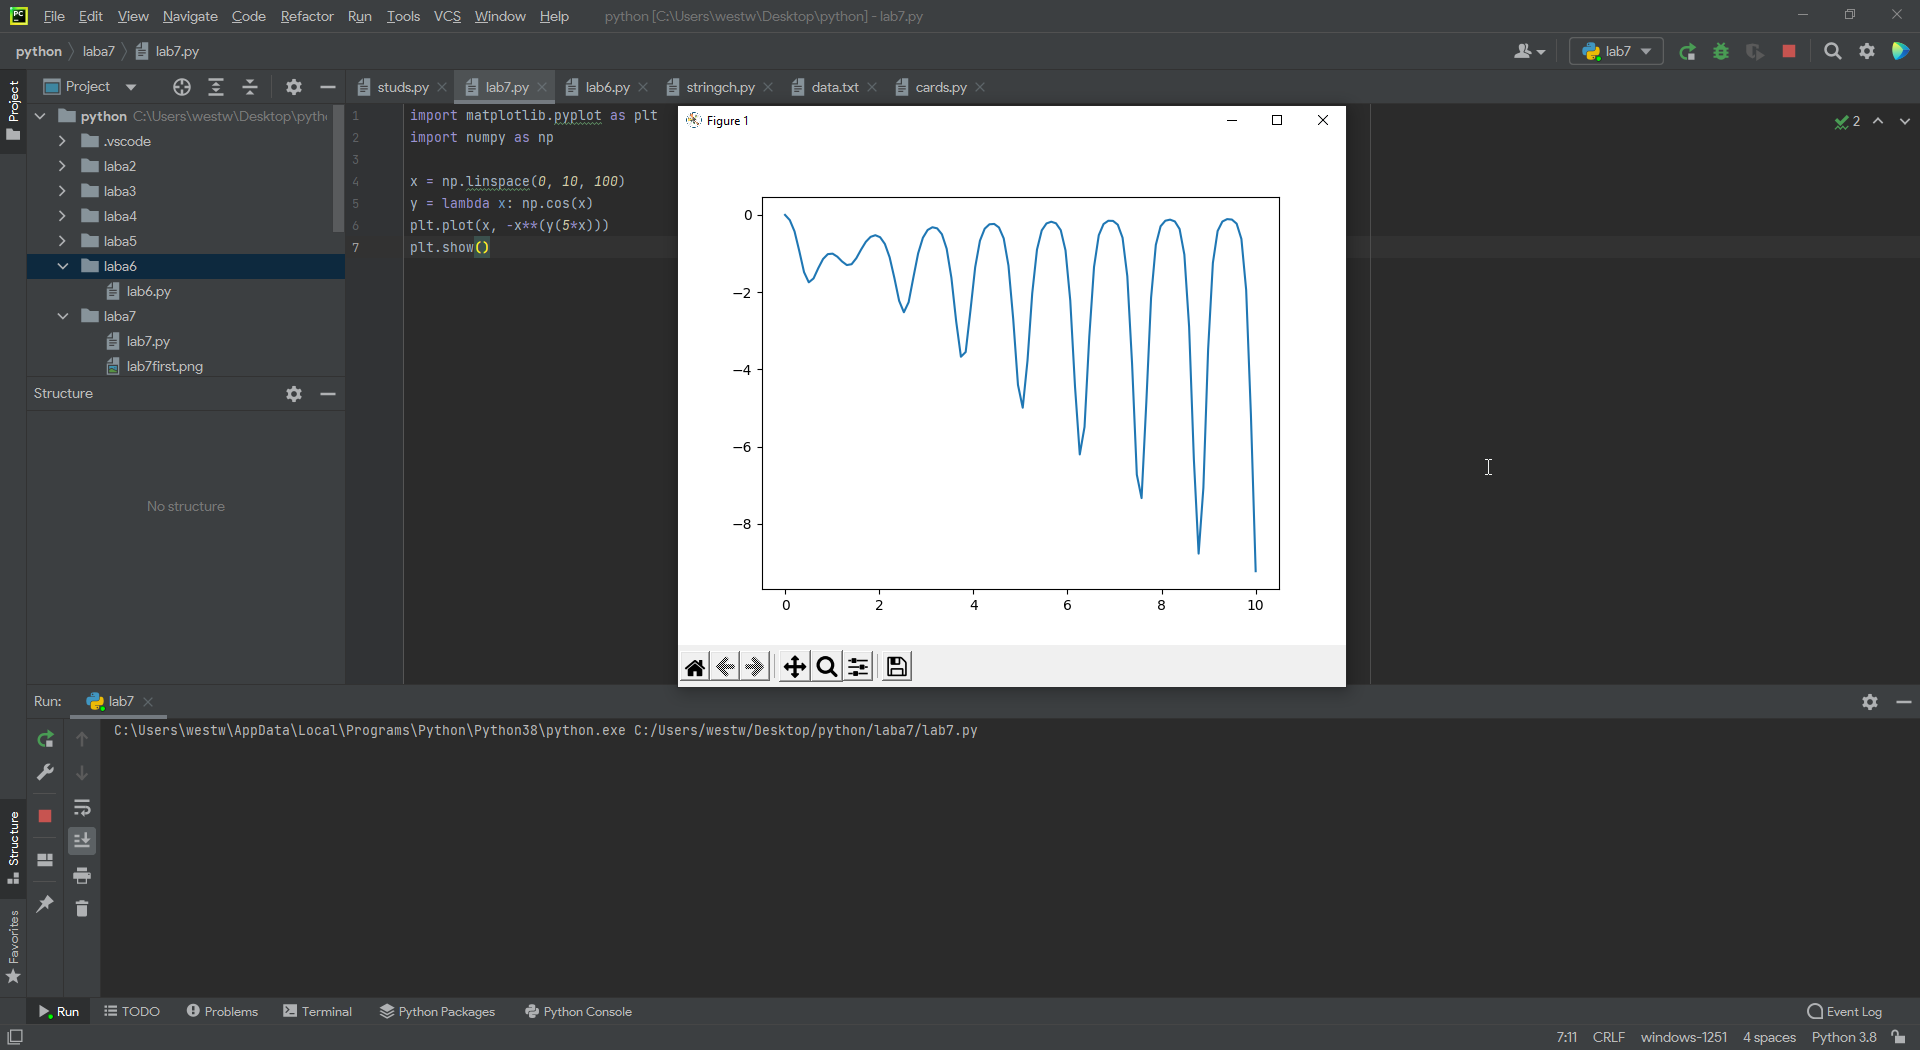 PC File Edit View Navigate Code Refactor Run Tools VCS Window Help python [C:\Users\westw\Desktop\python] - lab7.py
python laba7 lab7.py lab7
Project studs.py lab7.py lab6.py stringch.py data.txt cards.py
Project
python C:\Users\westw\Desktop\pyth
.vscode
laba2
laba3
laba4
laba5
laba6
lab6.py
laba7
lab7.py
lab7first.png
Structure
No structure
1 import matplotlib.pyplot as plt
2 import numpy as np
3
4 x = np.linspace(0, 10, 100)
5 y = lambda x: np.cos(x)
6 plt.plot(x, -x**(y(5*x)))
7 plt.show()
2
Figure 1
0
−2
−4
−6
−8
0 2 4 6 8 10
Run: lab7
C:\Users\westw\AppData\Local\Programs\Python\Python38\python.exe C:/Users/westw/Desktop/python/laba7/lab7.py
Structure
Favorites
Run TODO Problems Terminal Python Packages Python Console Event Log
7:11 CRLF windows-1251 4 spaces Python 3.8